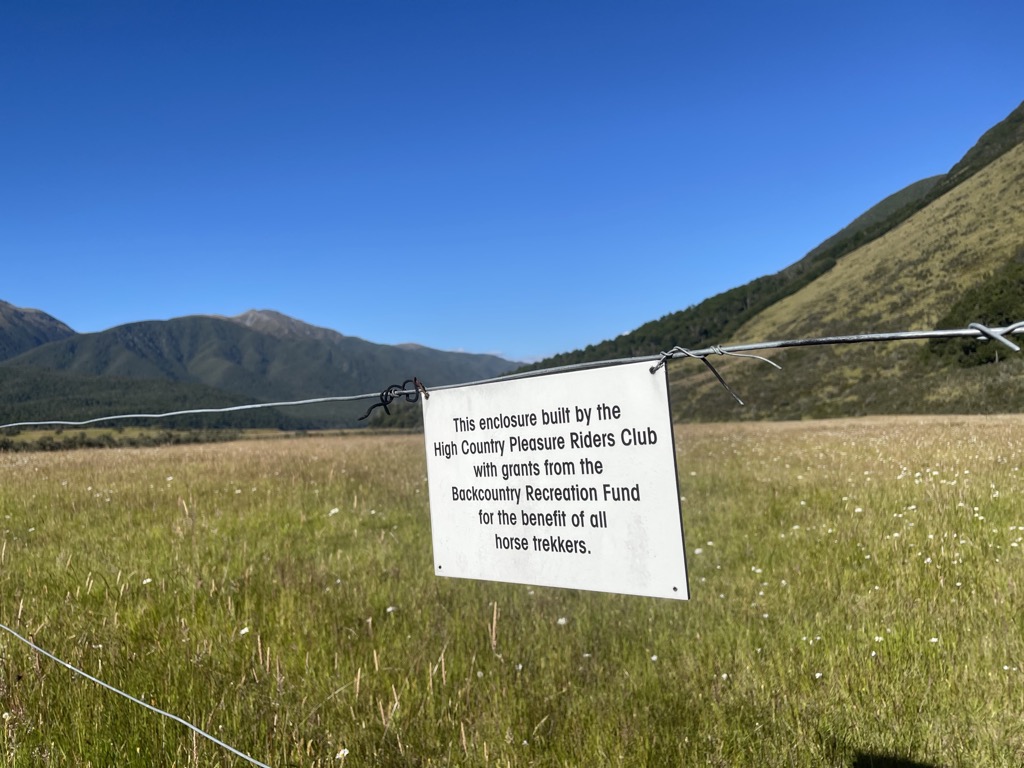 This enclosure built by the
High Country Pleasure Riders Club
with grants from the
Backcountry Recreation Fund
for the benefit of all
horse trekkers.